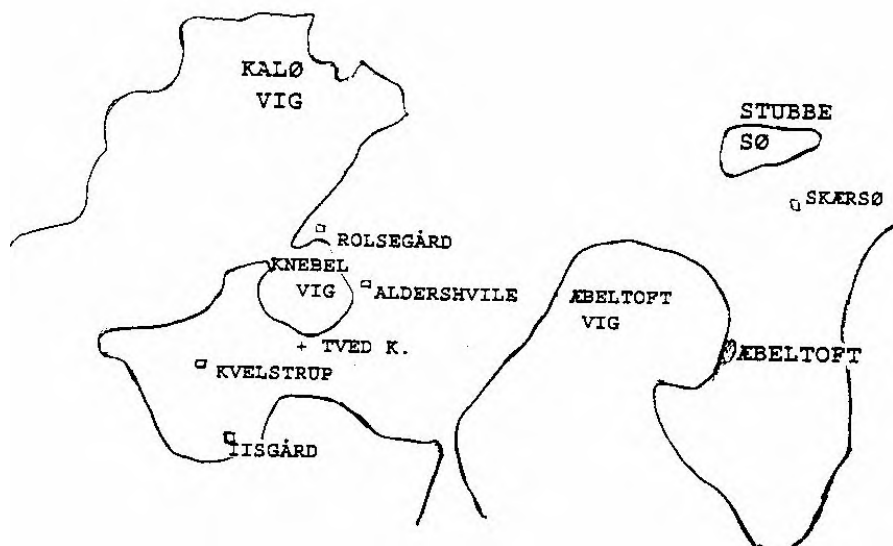 KALØ
VIG
STUBBE
SØ
SKÆRSØ
ROLSEGÅRD
KNEBEL
VIG
ALDERSHVILE
ÆBELTOFT
VIG
+ TVED K.
ÆBELTOFT
KVELSTRUP
IISGÅRD